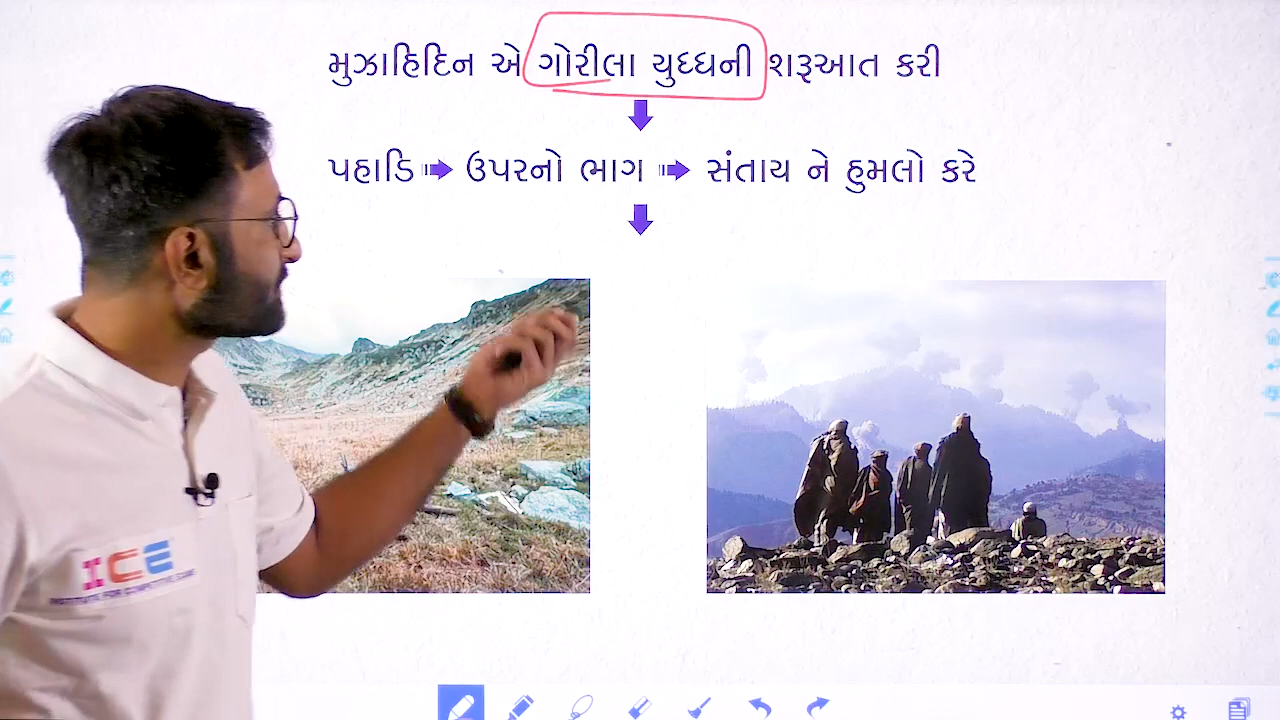 મુઝાહિદિન એ ગોરીલા યુદ્ધની શરૂઆત કરી
પહાડિ ઉપરનો ભાગ સંતાય ને હુમલો કરે
ICE